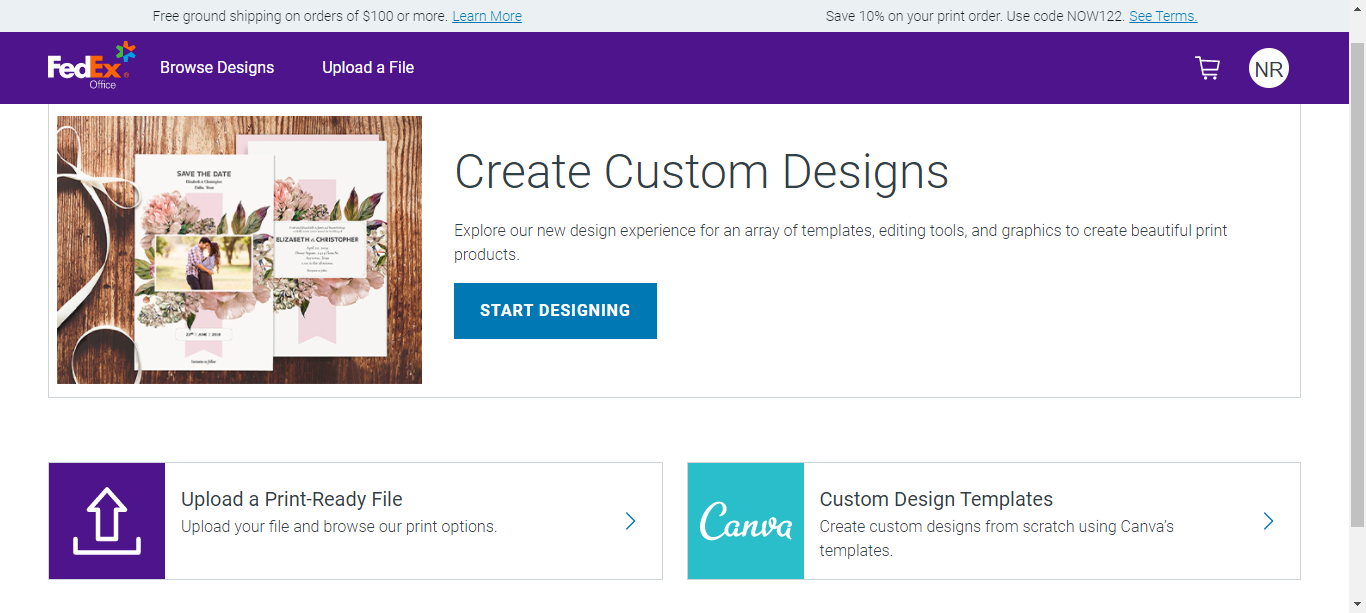 Free ground shipping on orders of $100 or more. Learn More
Save 10% on your print order. Use code NOW122. See Terms.
FedEx
Office
Browse Designs
Upload a File
NR
SAVE THE DATE
ELIZABETH & CHRISTOPHER
Create Custom Designs
Explore our new design experience for an array of templates, editing tools, and graphics to create beautiful print
products.
START DESIGNING
Upload a Print-Ready File
Upload your file and browse our print options.
Canva
Custom Design Templates
Create custom designs from scratch using Canva's
templates.